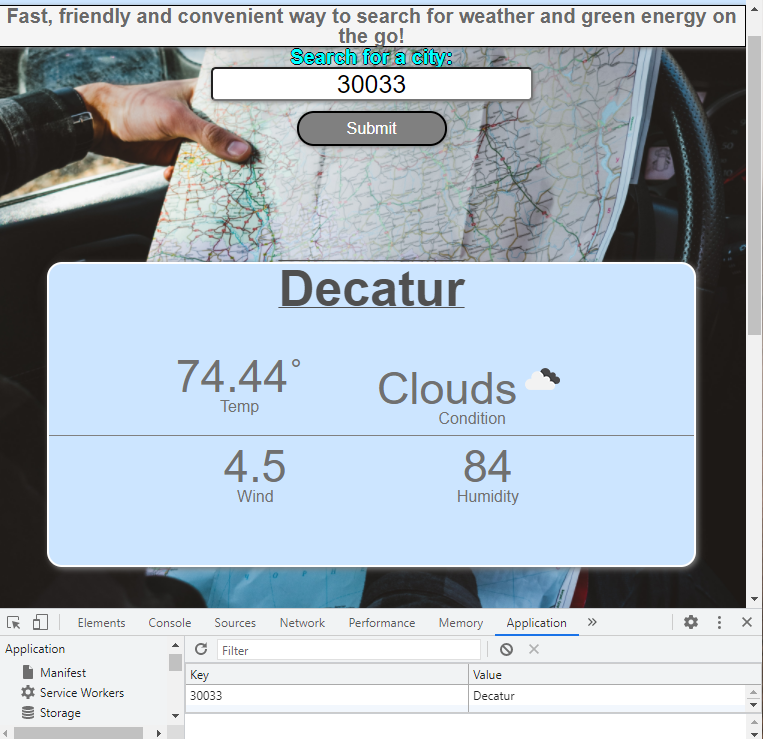 Fast, friendly and convenient way to search for weather and green energy on
the go!
Search for a city:
30033
Submit
Decatur
74.44°
Temp
Clouds
Condition
4.5
Wind
84
Humidity
Elements Console Sources Network Performance Memory Application »
Application
Filter
Manifest
Service Workers
Storage
Key Value
30033 Decatur